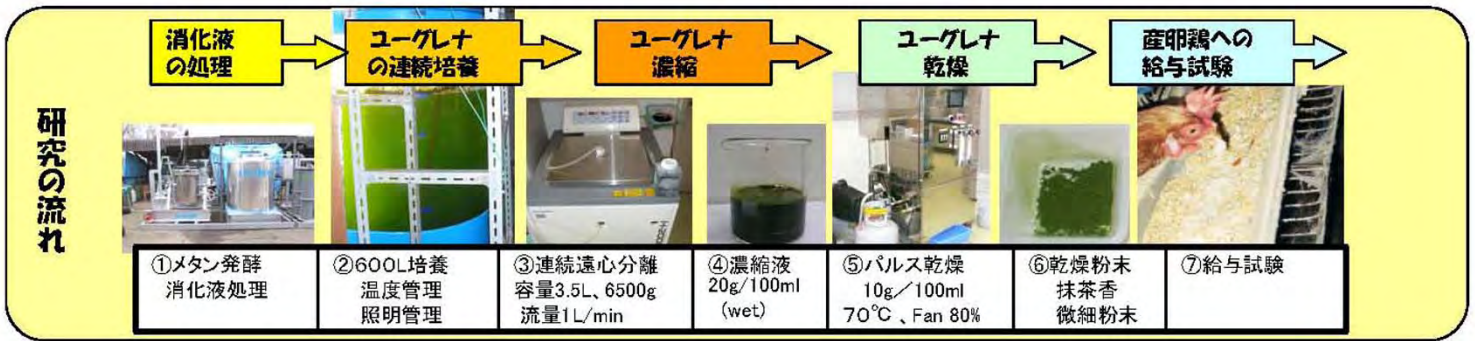 研究の流れ
消化液
の処理
ユーグレナ
の連続培養
ユーグレナ
濃縮
ユーグレナ
乾燥
産卵鶏への
給与試験
①メタン発酵
消化液処理
②600L培養
温度管理
照明管理
③連続遠心分離
容量3.5L、6500g
流量1L/min
④濃縮液
20g/100ml
(wet)
⑤パルス乾燥
10g/100ml
70℃、Fan 80%
⑥乾燥粉末
抹茶香
微細粉末
⑦給与試験